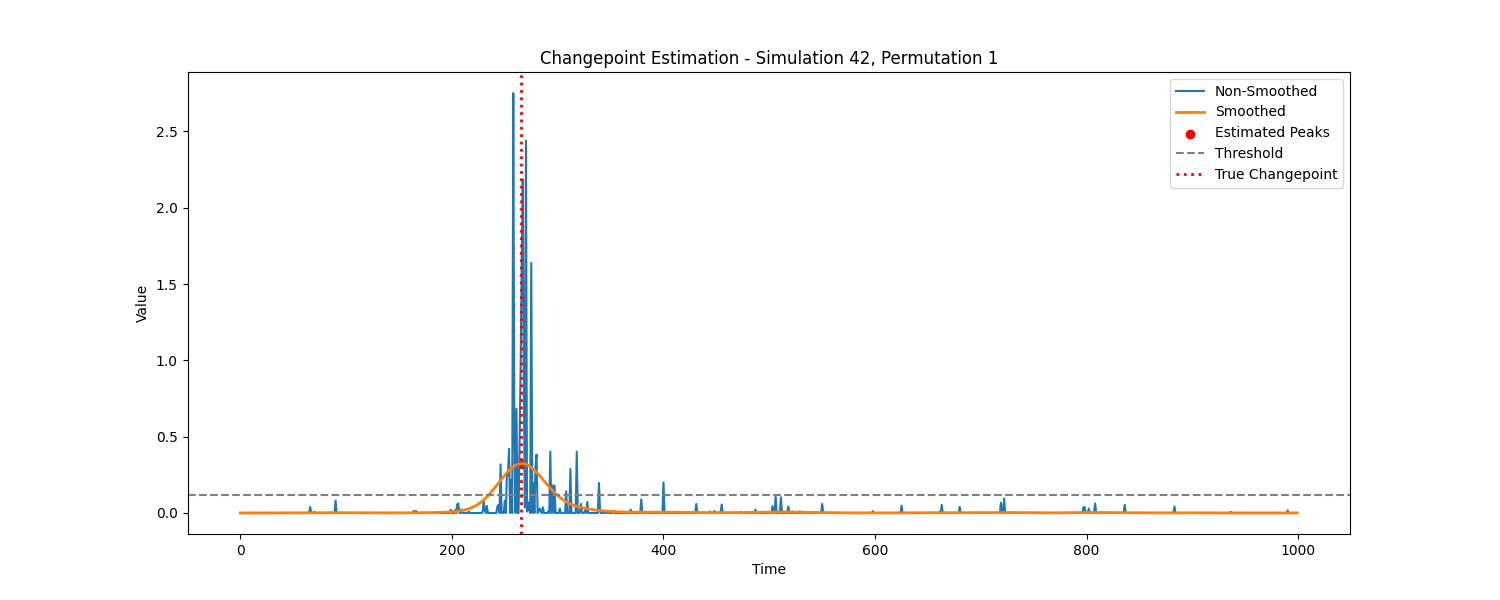 Changepoint Estimation - Simulation 42, Permutation 1
Non-Smoothed
Smoothed
Estimated Peaks
Threshold
True Changepoint
2.5
2.0
1.5
1.0
0.5
0.0
Value
0 200 400 600 800 1000
Time